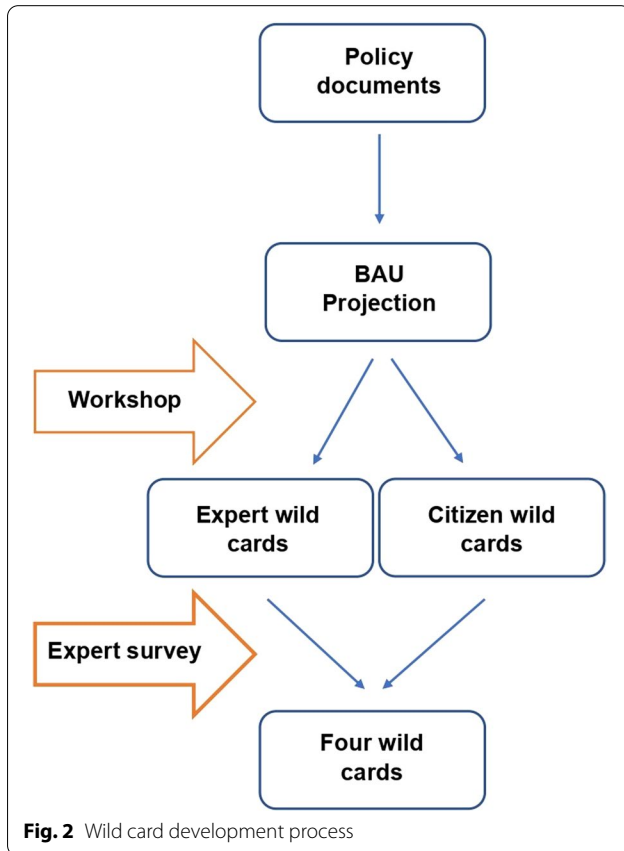 Policy
documents
BAU
Projection
Workshop
Expert wild
cards
Citizen wild
cards
Expert survey
Four wild
cards
Fig. 2 Wild card development process